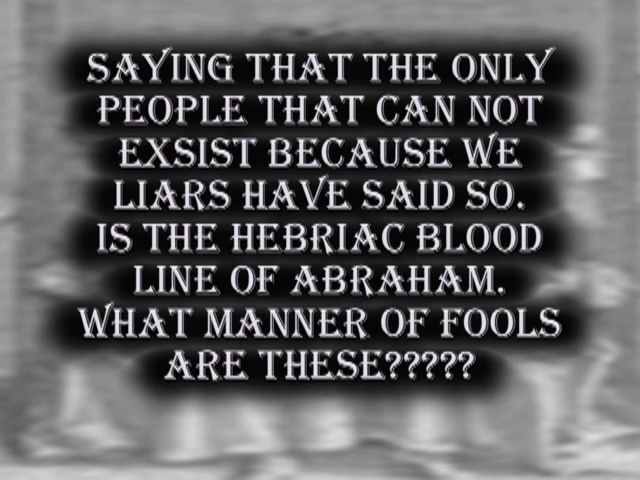 SAYING THAT THE ONLY
PEOPLE THAT CAN NOT
EXSIST BECAUSE WE
LIARS HAVE SAID SO.
IS THE HEBRIAC BLOOD
LINE OF ABRAHAM.
WHAT MANNER OF FOOLS
ARE THESE?????